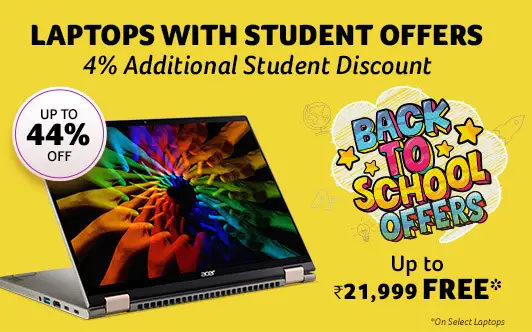 LAPTOPS WITH STUDENT OFFERS
4% Additional Student Discount
UP TO
44%
OFF
BACK
TO
SCHOOL
OFFERS
acer
Up to
₹21,999 FREE*
*On Select Laptops